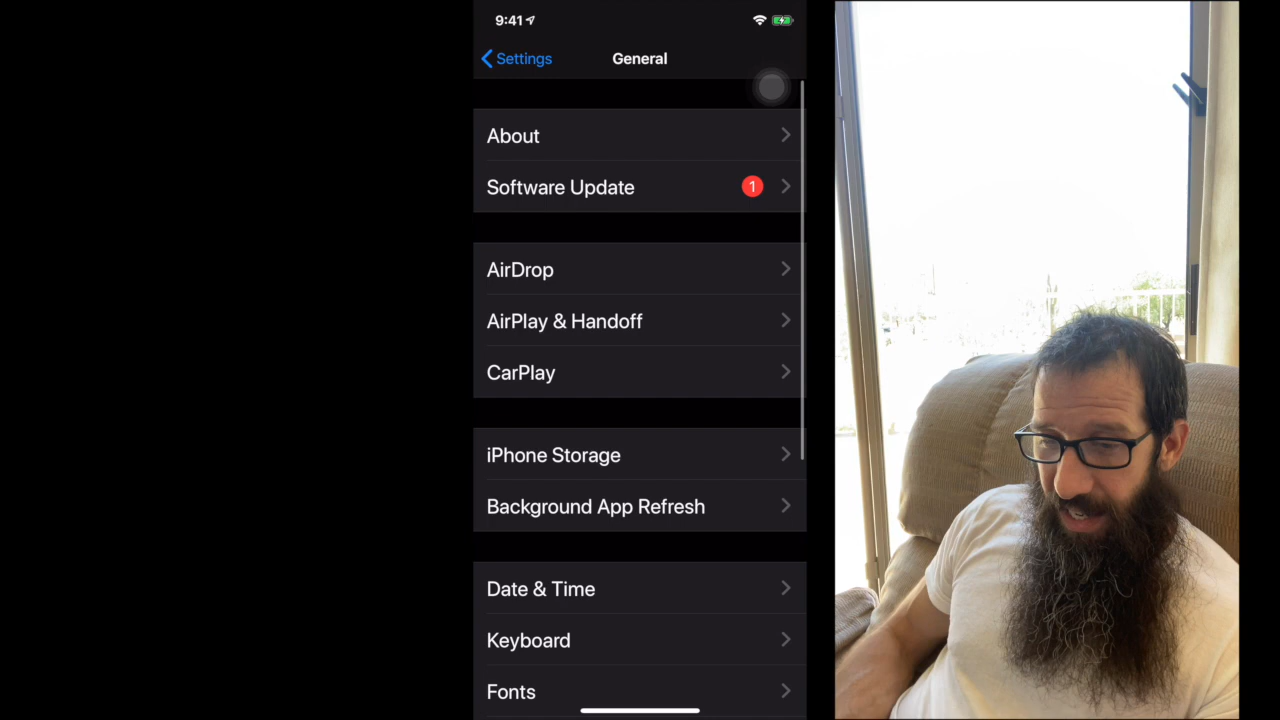 9:41
Settings
General
About
Software Update 1
AirDrop
AirPlay & Handoff
CarPlay
iPhone Storage
Background App Refresh
Date & Time
Keyboard
Fonts